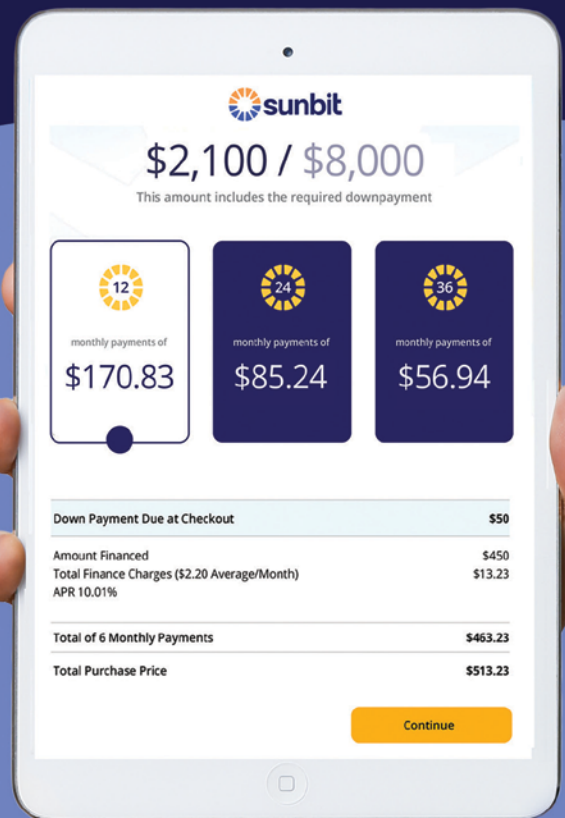 sunbit
$2,100 / $8,000
This amount includes the required downpayment
12
24
36
monthly payments of
monthly payments of
monthly payments of
$170.83
$85.24
$56.94
Down Payment Due at Checkout $50
Amount Financed $450
Total Finance Charges ($2.20 Average/Month) $13.23
APR 10.01%
Total of 6 Monthly Payments $463.23
Total Purchase Price $513.23
Continue